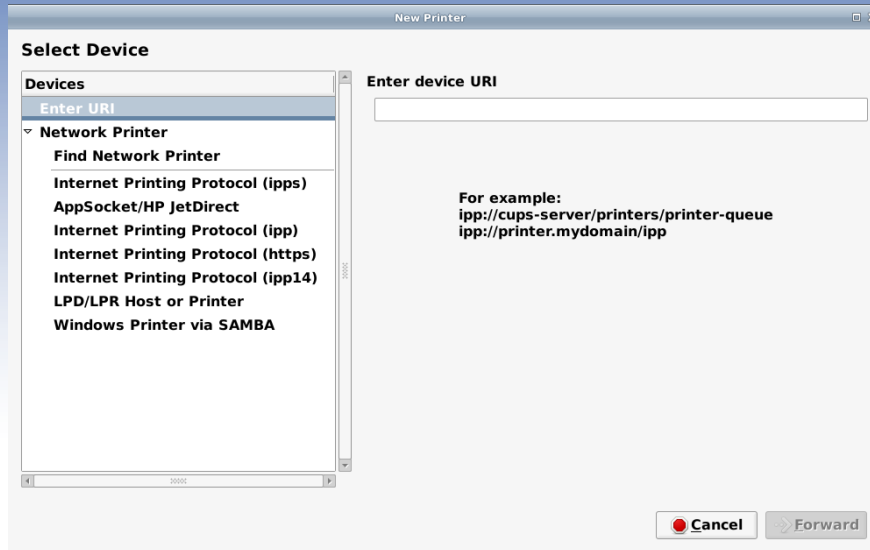 New Printer
Select Device
Devices
Enter URI
Network Printer
Find Network Printer
Internet Printing Protocol (ipps)
AppSocket/HP JetDirect
Internet Printing Protocol (ipp)
Internet Printing Protocol (https)
Internet Printing Protocol (ipp14)
LPD/LPR Host or Printer
Windows Printer via SAMBA
Enter device URI
For example:
ipp://cups-server/printers/printer-queue
ipp://printer.mydomain/ipp
Cancel
Forward